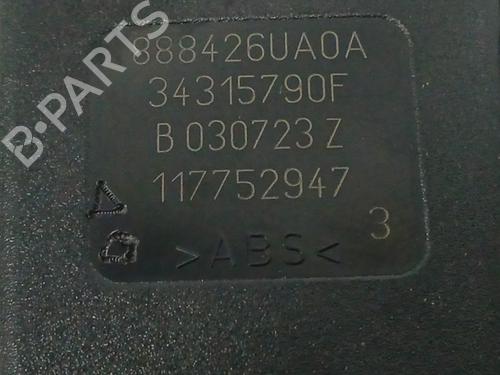 888426UA0A
34315790F
B 030723 Z
117752947
3
>ABS<
B-PARTS